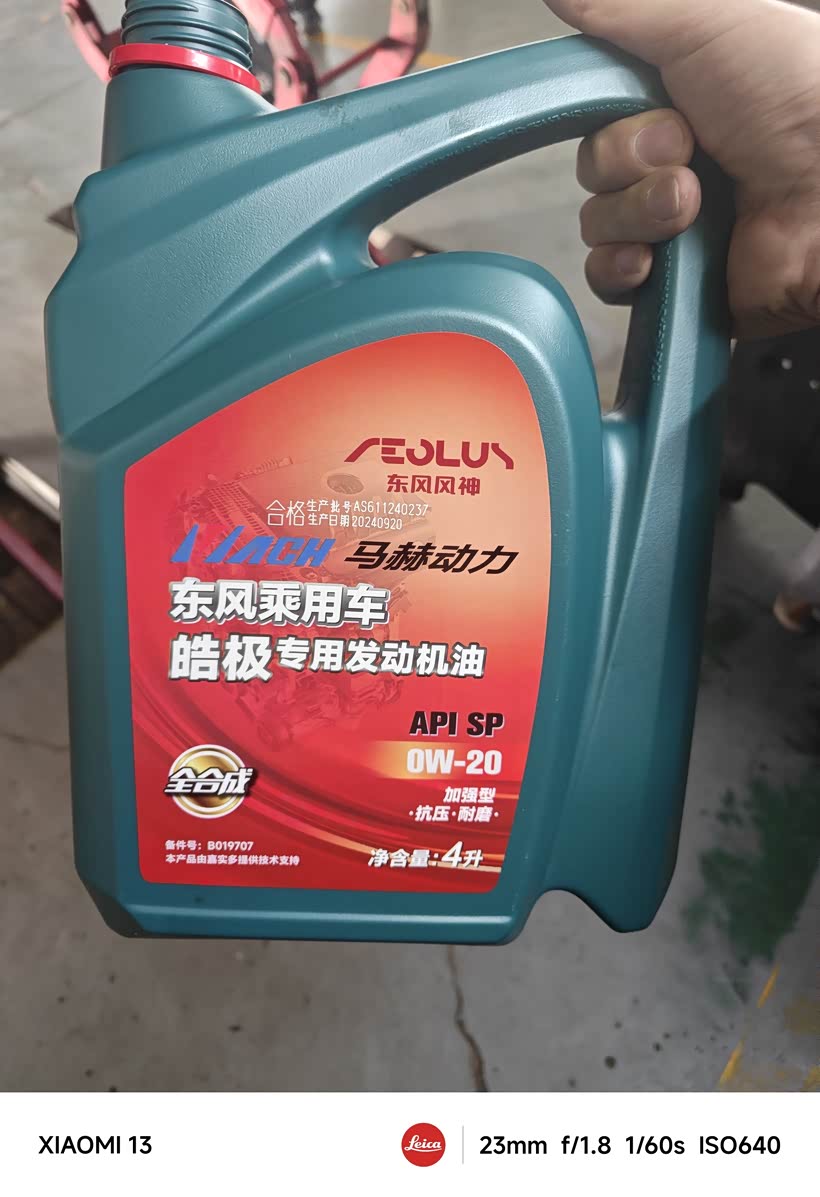 AEOLUS
东风风神
合格 生产批号AS611240237
生产日期20240920
MACH 马赫动力
东风乘用车
皓极专用发动机油
API SP
0W-20
全合成
加强型
·抗压·耐磨·
备件号：B019707
本产品由嘉实多提供技术支持
净含量：4升
XIAOMI 13
Leica
23mm f/1.8 1/60s ISO640